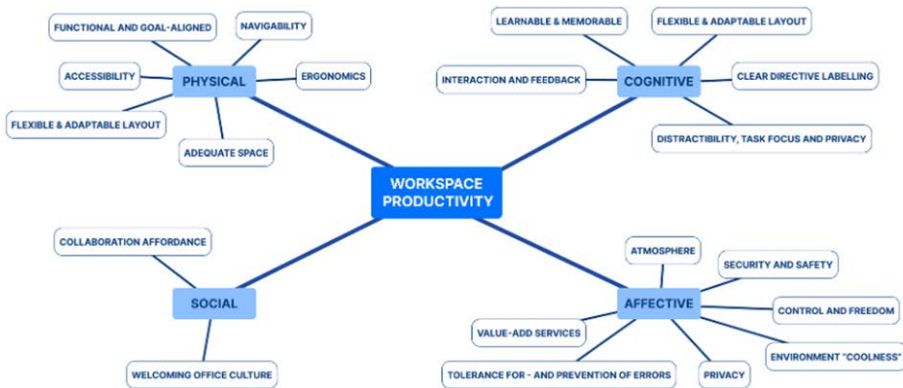 LEARNABLE & MEMORABLE
FLEXIBLE & ADAPTABLE LAYOUT
FUNCTIONAL AND GOAL-ALIGNED
NAVIGABILITY
ACCESSIBILITY
PHYSICAL
ERGONOMICS
INTERACTION AND FEEDBACK
COGNITIVE
CLEAR DIRECTIVE LABELLING
FLEXIBLE & ADAPTABLE LAYOUT
ADEQUATE SPACE
DISTRACTIBILITY, TASK FOCUS AND PRIVACY
WORKSPACE
PRODUCTIVITY
COLLABORATION AFFORDANCE
ATMOSPHERE
SECURITY AND SAFETY
SOCIAL
AFFECTIVE
CONTROL AND FREEDOM
VALUE-ADD SERVICES
ENVIRONMENT "COOLNESS"
WELCOMING OFFICE CULTURE
TOLERANCE FOR - AND PREVENTION OF ERRORS
PRIVACY